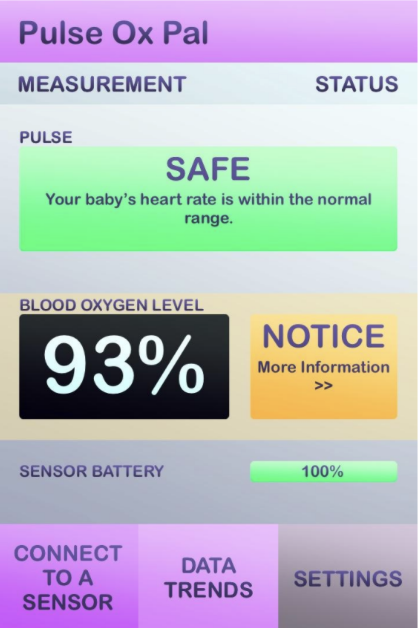 Pulse Ox Pal
MEASUREMENT STATUS
PULSE
SAFE
Your baby's heart rate is within the normal
range.
BLOOD OXYGEN LEVEL
93%
NOTICE
More Information
>>
SENSOR BATTERY 100%
CONNECT
TO A
SENSOR
DATA
TRENDS
SETTINGS